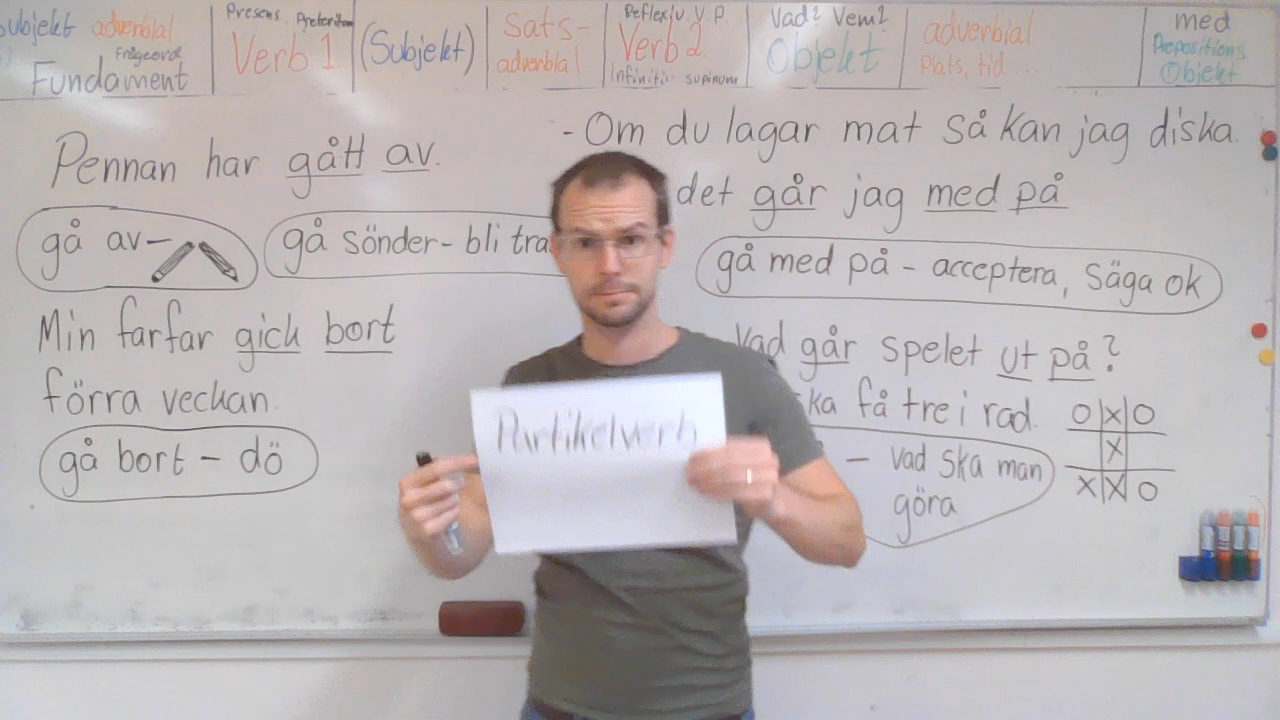 Subjekt adverbial
Frågeord
Fundament
Presens Preteritum
Verb 1.
(Subjekt)
Sats-
adverbial
Reflexiv. V. P.
Verb 2.
Infinitiv supinum
Vad? Vem?
Objekt
adverbial
Plats, tid...
med
Prepositions
Objekt
Pennan har gått av.
gå av-
gå sönder - bli tra
Min farfar gick bort
förra veckan.
gå bort - dö
- Om du lagar mat så kan jag diska.
det går jag med på
gå med på - acceptera, säga ok
Vad går spelet ut på?
ska få tre i rad.
O X O
X
X X O
- vad ska man
göra
Partikelverb